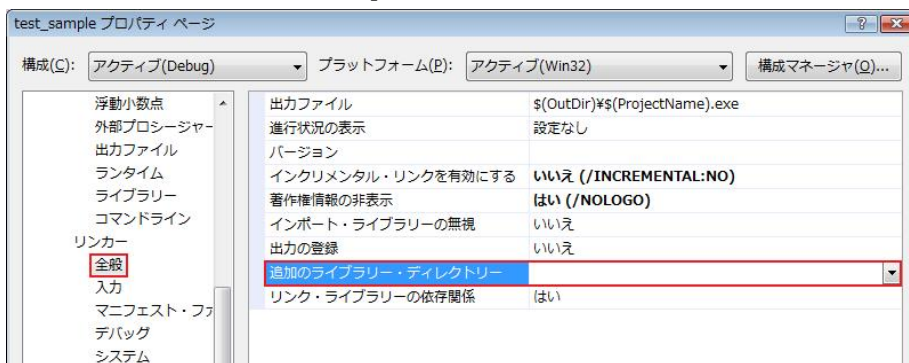 test_sample プロパティ ページ
構成(C): アクティブ(Debug) プラットフォーム(P): アクティブ(Win32) 構成マネージャ(O)...
浮動小数点
外部プロシージャー
出力ファイル
ランタイム
ライブラリー
コマンドライン
リンカー
全般
入力
マニフェスト・ファ
デバッグ
システム
出力ファイル $(OutDir)¥$(ProjectName).exe
進行状況の表示 設定なし
バージョン
インクリメンタル・リンクを有効にする いいえ (/INCREMENTAL:NO)
著作権情報の非表示 はい (/NOLOGO)
インポート・ライブラリーの無視 いいえ
出力の登録 いいえ
追加のライブラリー・ディレクトリー
リンク・ライブラリーの依存関係 はい